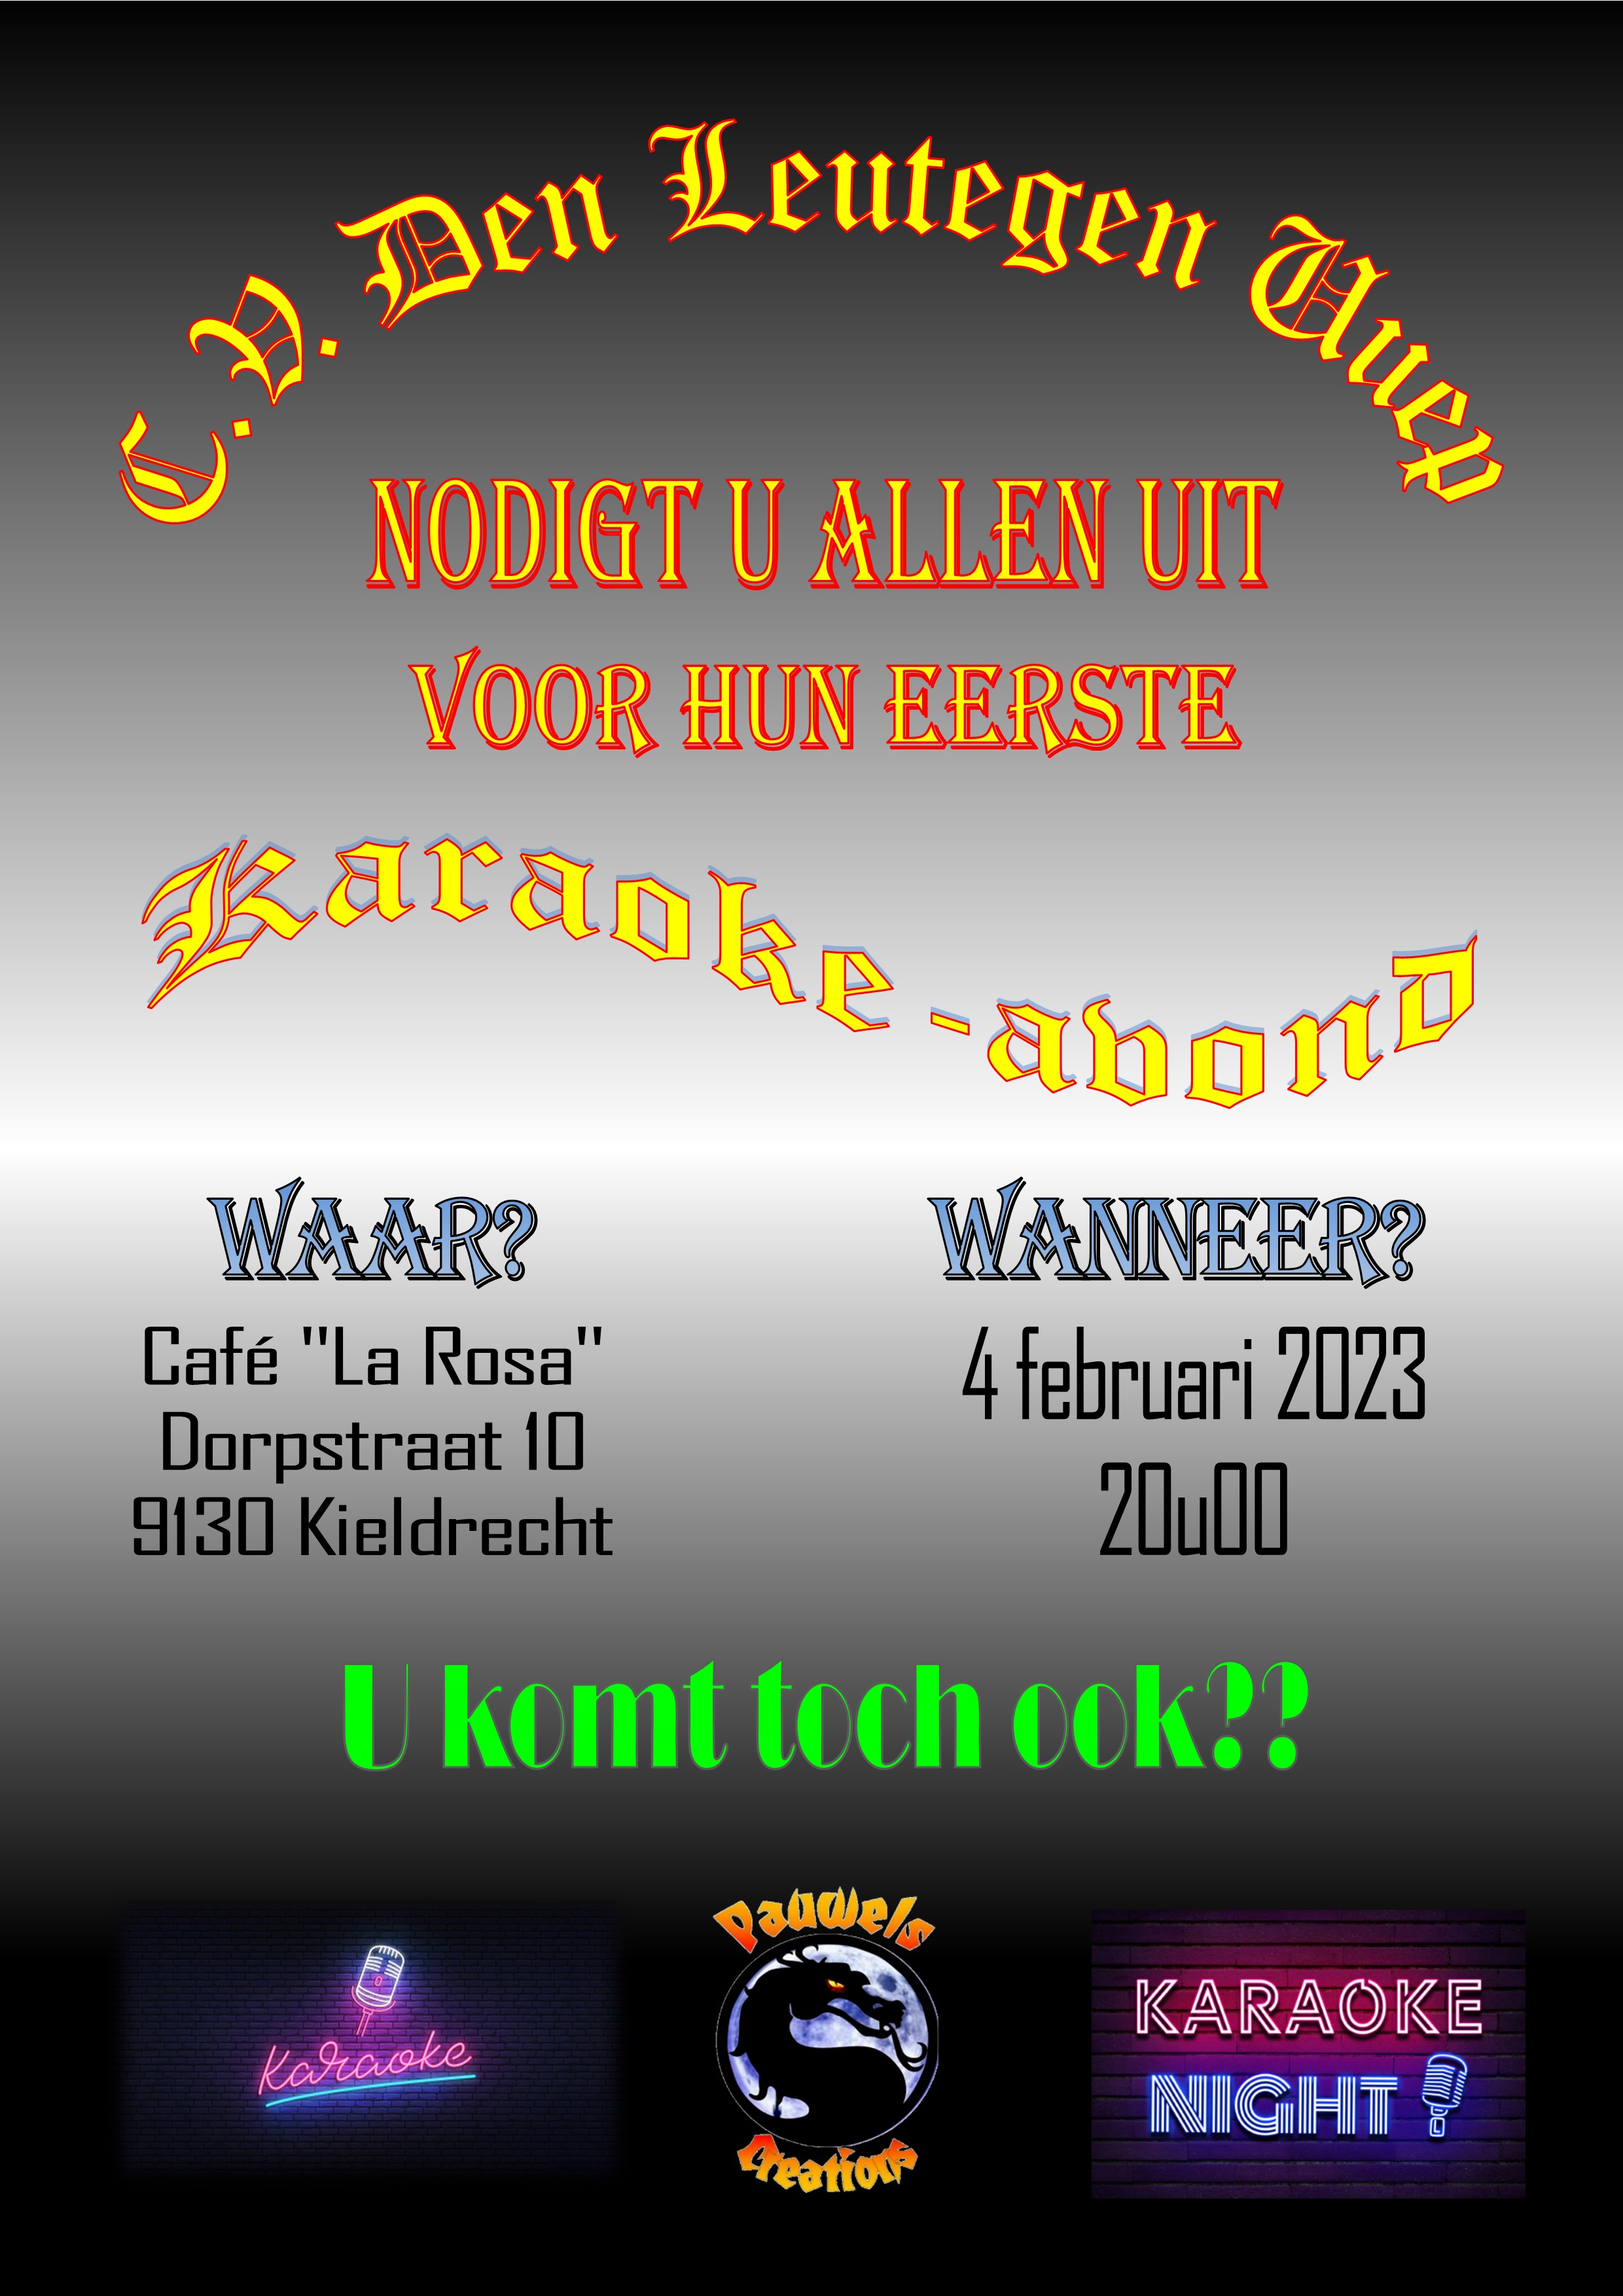 C.V. Den Leutegen Uuep
NODIGT U ALLEN UIT
VOOR HUN EERSTE
Karaoke-avond
WAAR?
Café "La Rosa"
Dorpstraat 10
9130 Kieldrecht
WANNEER?
4 februari 2023
20u00
U komt toch ook??
Karaoke
Pauwels
Creations
KARAOKE
NIGHT